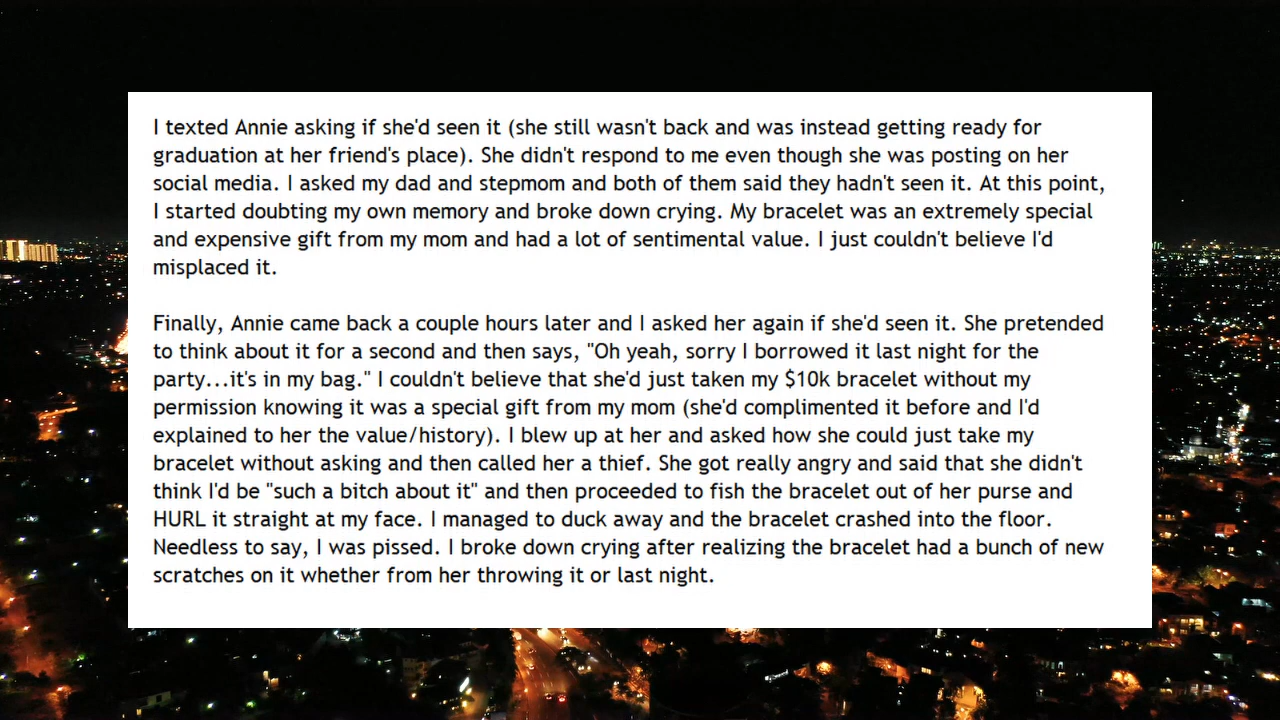 I texted Annie asking if she'd seen it (she still wasn't back and was instead getting ready for
graduation at her friend's place). She didn't respond to me even though she was posting on her
social media. I asked my dad and stepmom and both of them said they hadn't seen it. At this point,
I started doubting my own memory and broke down crying. My bracelet was an extremely special
and expensive gift from my mom and had a lot of sentimental value. I just couldn't believe I'd
misplaced it.
Finally, Annie came back a couple hours later and I asked her again if she'd seen it. She pretended
to think about it for a second and then says, "Oh yeah, sorry I borrowed it last night for the
party...it's in my bag." I couldn't believe that she'd just taken my $10k bracelet without my
permission knowing it was a special gift from my mom (she'd complimented it before and I'd
explained to her the value/history). I blew up at her and asked how she could just take my
bracelet without asking and then called her a thief. She got really angry and said that she didn't
think I'd be "such a bitch about it" and then proceeded to fish the bracelet out of her purse and
HURL it straight at my face. I managed to duck away and the bracelet crashed into the floor.
Needless to say, I was pissed. I broke down crying after realizing the bracelet had a bunch of new
scratches on it whether from her throwing it or last night.